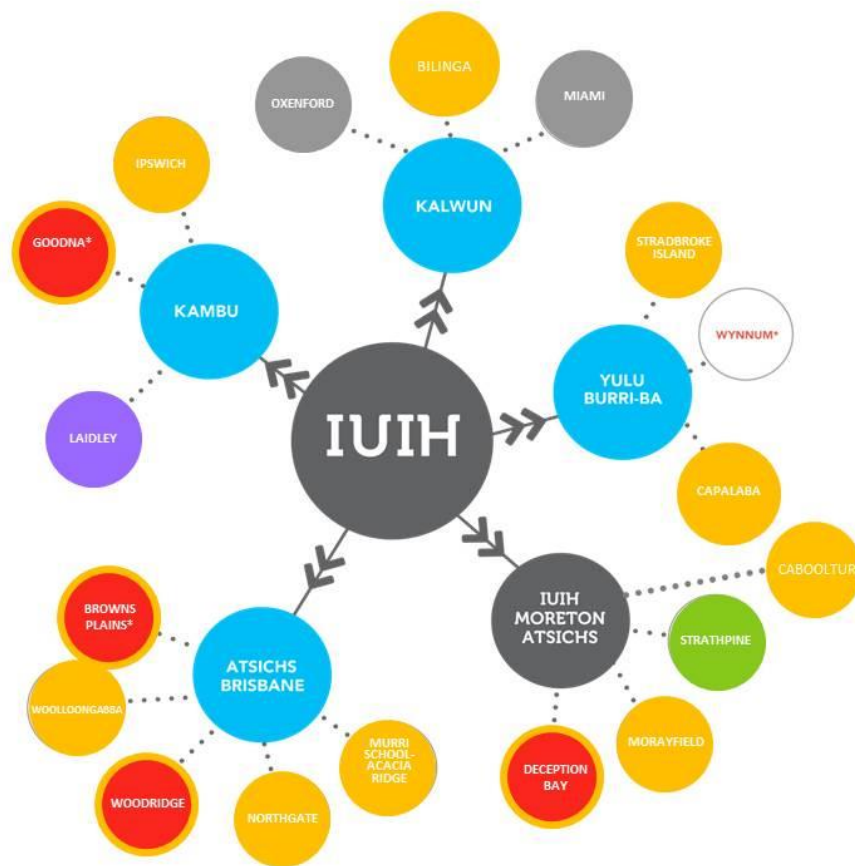 BILINGA
OXENFORD
MIAMI
IPSWICH
KALWUN
GOODNA*
STRADBROKE
ISLAND
KAMBU
WYNNUM*
YULU
BURRI-BA
IUIH
LAIDLEY
CAPALABA
CABOOLTUR
IUIH
MORETON
ATSICHS
BROWNS
PLAINS*
STRATHPINE
ATSICHS
BRISBANE
WOOLLOONGABBA
MURRI
SCHOOL-
ACACIA
RIDGE
MORAYFIELD
DECEPTION
BAY
WOODRIDGE
NORTHGATE